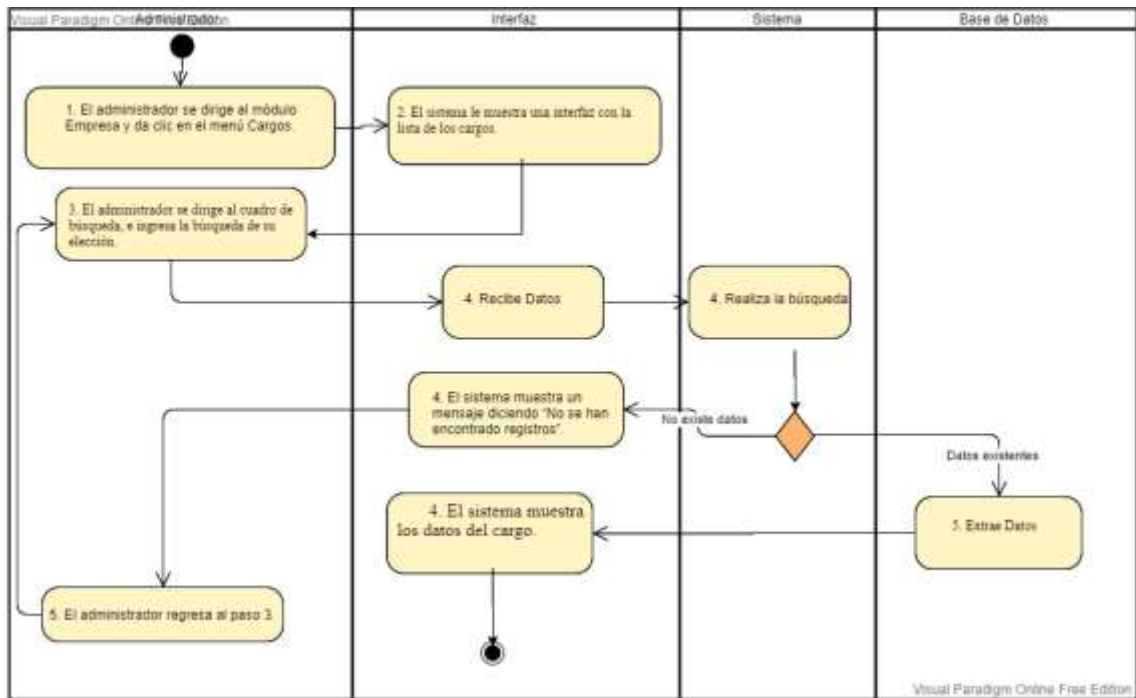 Visual Paradigm Online Free Edition
Administrador
Interfaz
Sistema
Base de Datos
1. El administrador se dirige al módulo
Empresa y da clic en el menú Cargos.
2. El sistema le muestra una interfaz con la
lista de los cargos.
3. El administrador se dirige al cuadro de
búsqueda, e ingresa la búsqueda de su
elección.
4. Recibe Datos
4. Realiza la búsqueda
4. El sistema muestra un
mensaje diciendo "No se han
encontrado registros".
No existe datos
Datos existentes
4. El sistema muestra
los datos del cargo.
5. Extrae Datos
5. El administrador regresa al paso 3.
Visual Paradigm Online Free Edition